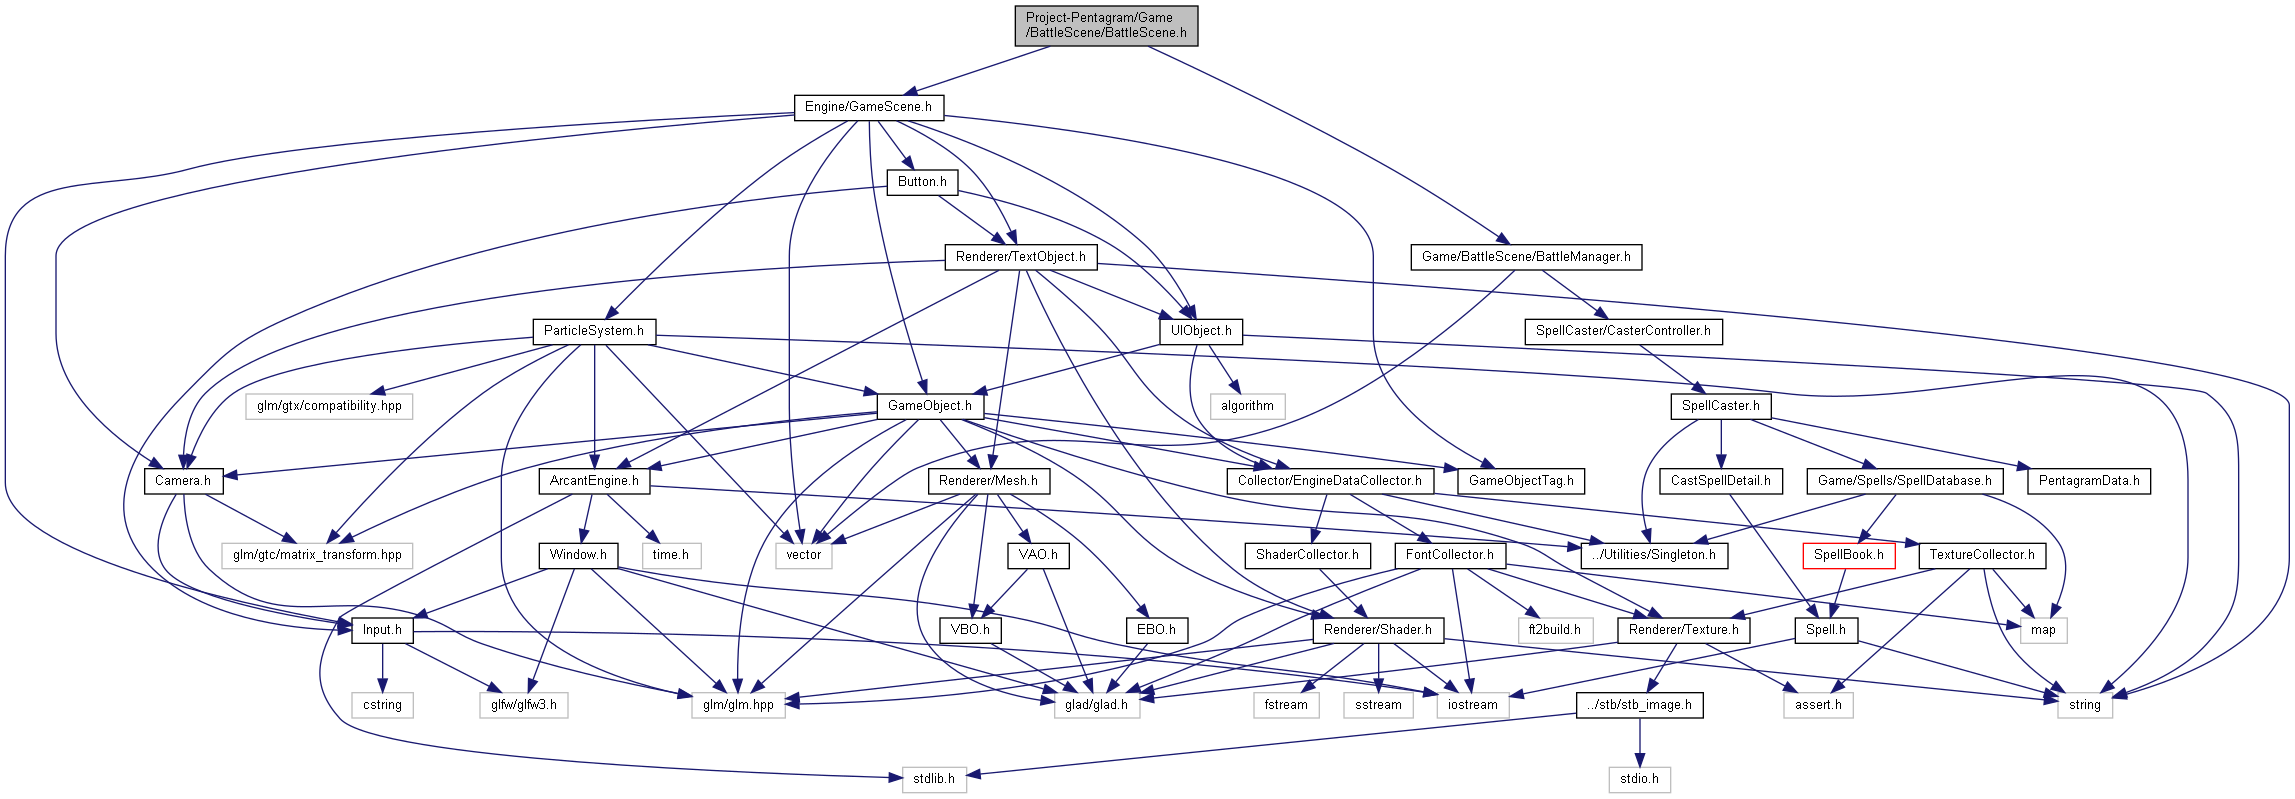 Project-Pentagram/Game
/BattleScene/BattleScene.h
Engine/GameScene.h
Button.h
Renderer/TextObject.h
Game/BattleScene/BattleManager.h
ParticleSystem.h
UIObject.h
SpellCaster/CasterController.h
glm/gtx/compatibility.hpp
GameObject.h
algorithm
SpellCaster.h
Camera.h
ArcantEngine.h
Renderer/Mesh.h
Collector/EngineDataCollector.h
GameObjectTag.h
CastSpellDetail.h
Game/Spells/SpellDatabase.h
PentagramData.h
glm/gtc/matrix_transform.hpp
Window.h
time.h
vector
VAO.h
ShaderCollector.h
FontCollector.h
../Utilities/Singleton.h
SpellBook.h
TextureCollector.h
Input.h
VBO.h
EBO.h
Renderer/Shader.h
ft2build.h
Renderer/Texture.h
Spell.h
map
cstring
glfw/glfw3.h
glm/glm.hpp
glad/glad.h
fstream
sstream
iostream
../stb/stb_image.h
assert.h
string
stdlib.h
stdio.h